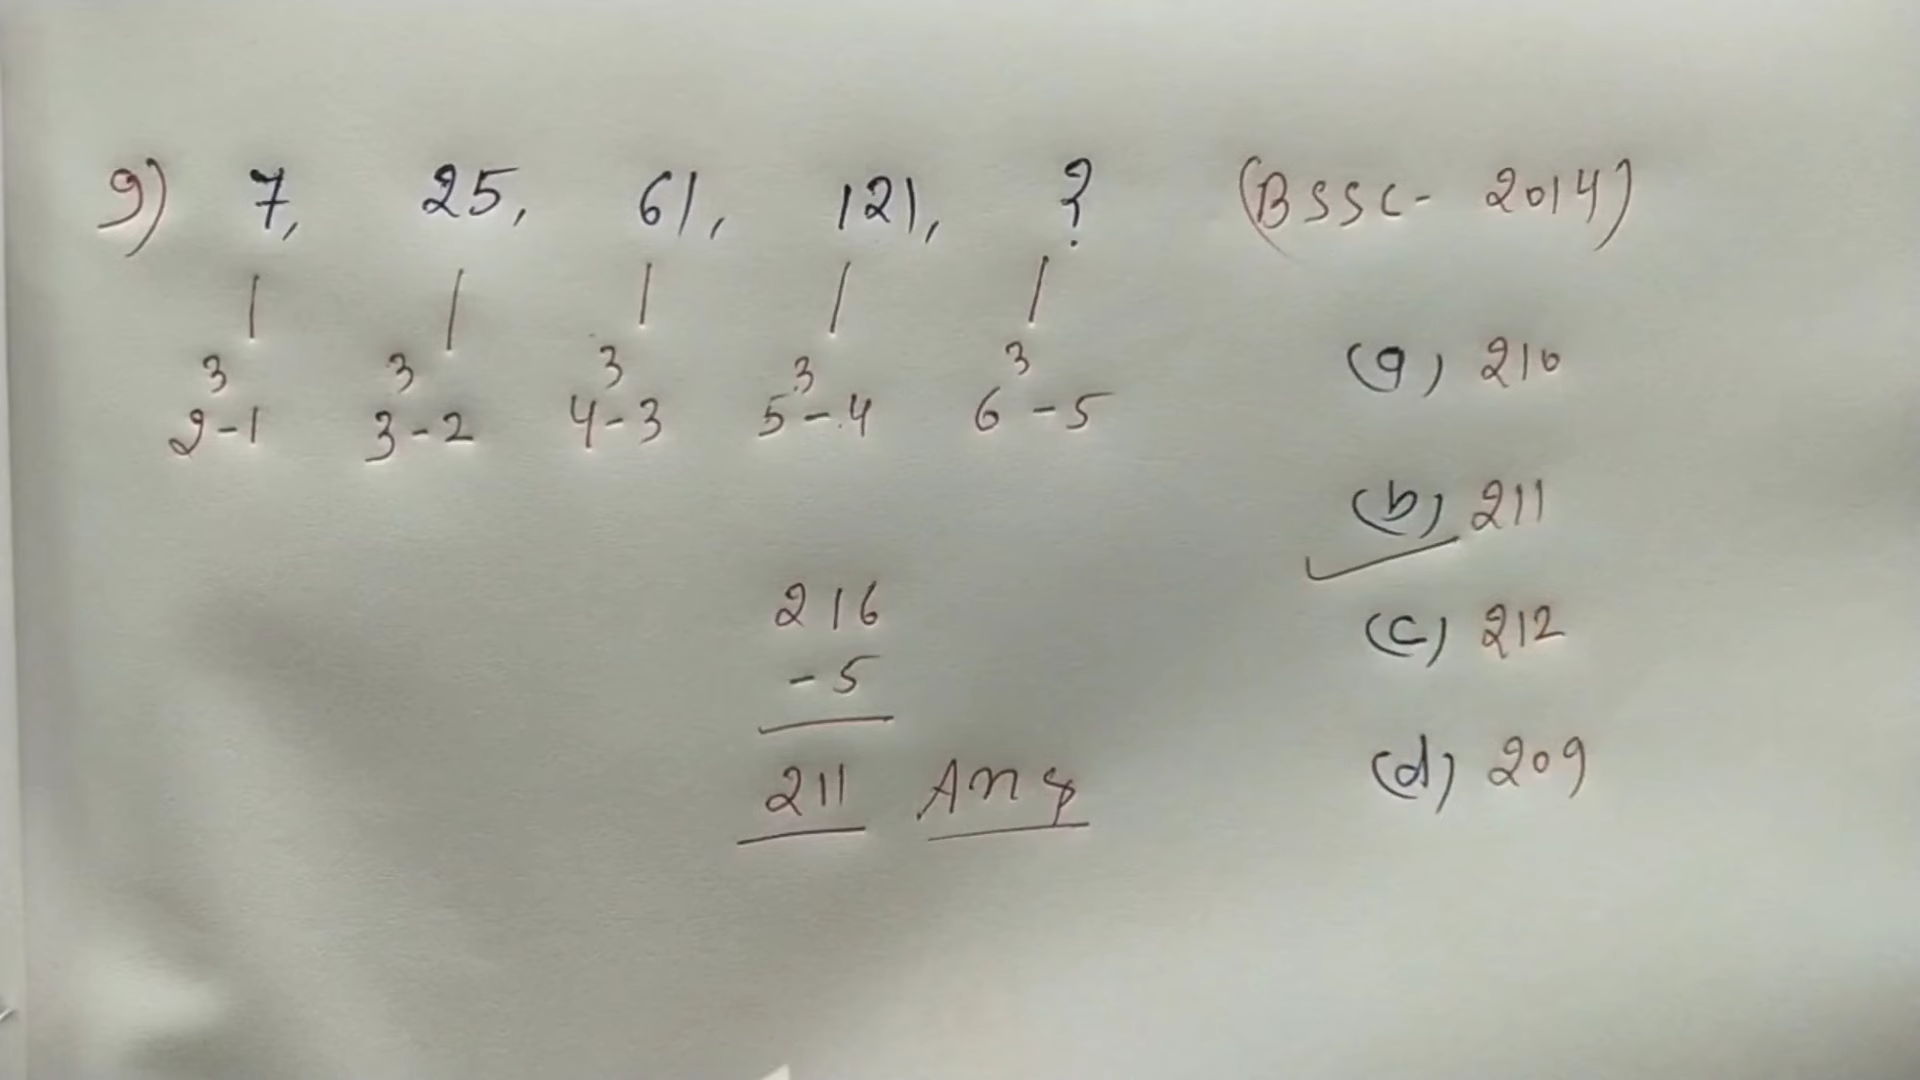 9) 7, 25, 61, 121, ? (BSSC- 2014)
2³-1 3³-2 4³-3 5³-4 6³-5
(a) 210
(b) 211
(c) 212
(d) 209
216
-5
211 Ans